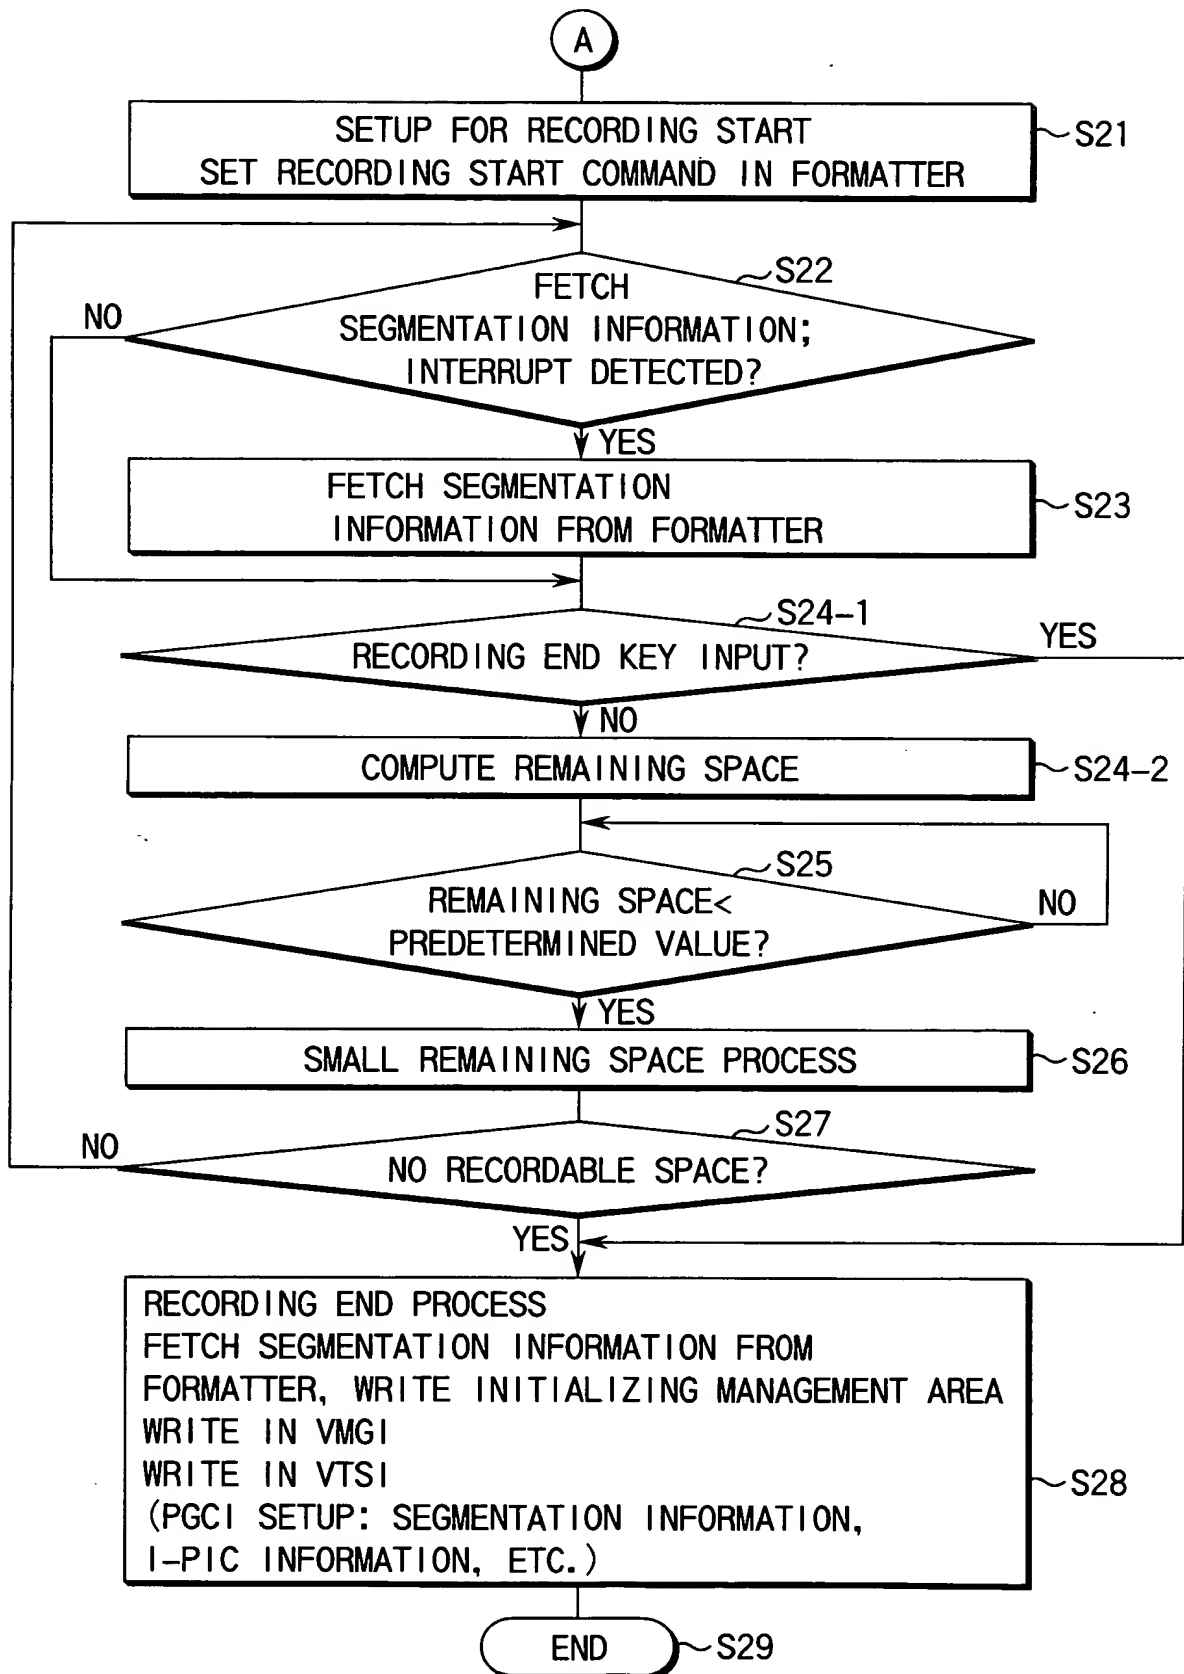 A
SETUP FOR RECORDING START
SET RECORDING START COMMAND IN FORMATTER
S21
S22
FETCH
SEGMENTATION INFORMATION;
INTERRUPT DETECTED?
NO
YES
FETCH SEGMENTATION
INFORMATION FROM FORMATTER
S23
S24-1
RECORDING END KEY INPUT?
YES
NO
COMPUTE REMAINING SPACE
S24-2
S25
REMAINING SPACE<
PREDETERMINED VALUE?
NO
YES
SMALL REMAINING SPACE PROCESS
S26
S27
NO
NO RECORDABLE SPACE?
YES
RECORDING END PROCESS
FETCH SEGMENTATION INFORMATION FROM
FORMATTER, WRITE INITIALIZING MANAGEMENT AREA
WRITE IN VMGI
WRITE IN VTSI
(PGCI SETUP: SEGMENTATION INFORMATION,
I-PIC INFORMATION, ETC.)
S28
END
S29